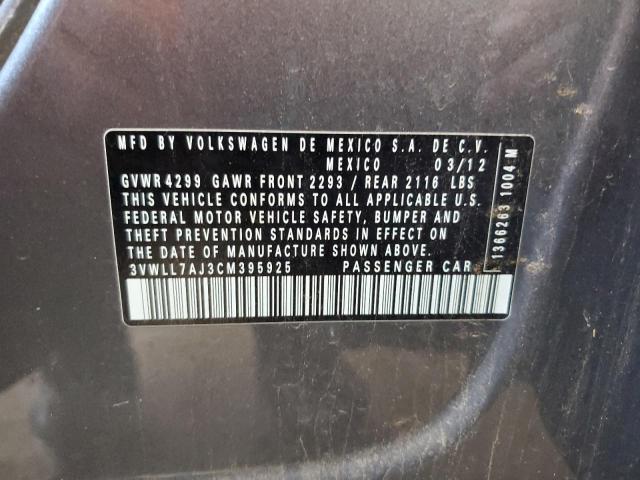 MFD BY VOLKSWAGEN DE MEXICO S.A. DE C.V.
MEXICO 03/12
GVWR 4299 GAWR FRONT 2293 / REAR 2116 LBS
THIS VEHICLE CONFORMS TO ALL APPLICABLE U.S.
FEDERAL MOTOR VEHICLE SAFETY, BUMPER AND
THEFT PREVENTION STANDARDS IN EFFECT ON
THE DATE OF MANUFACTURE SHOWN ABOVE.
3VWLL7AJ3CM395925 PASSENGER CAR
1366263 1004 M